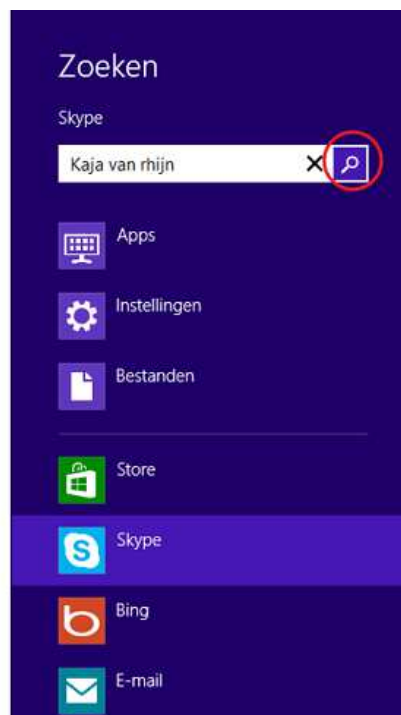 Zoeken
Skype
Kaja van rhijn
Apps
Instellingen
Bestanden
Store
Skype
Bing
E-mail